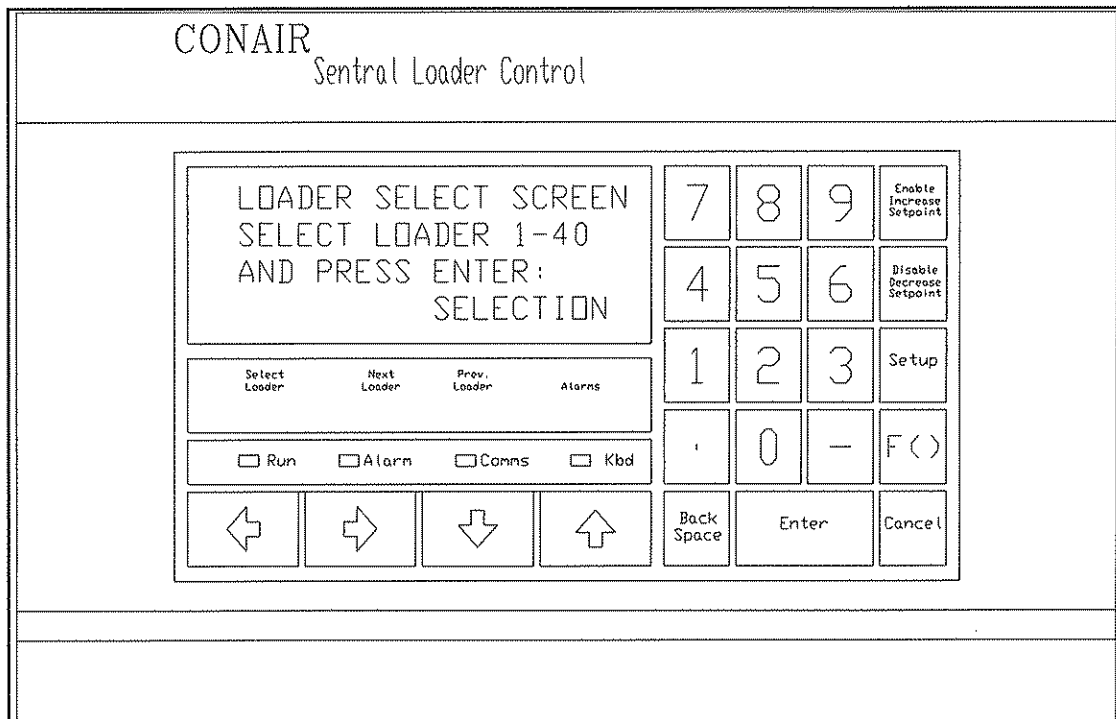 CONAIR
Sentral Loader Control
LOADER SELECT SCREEN
SELECT LOADER 1-40
AND PRESS ENTER:
SELECTION
Select Loader
Next Loader
Prev. Loader
Alarms
Run Alarm Comms Kbd
7 8 9 Enable Increase Setpoint
4 5 6 Disable Decrease Setpoint
1 2 3 Setup
. 0 - F()
Back Space Enter Cancel